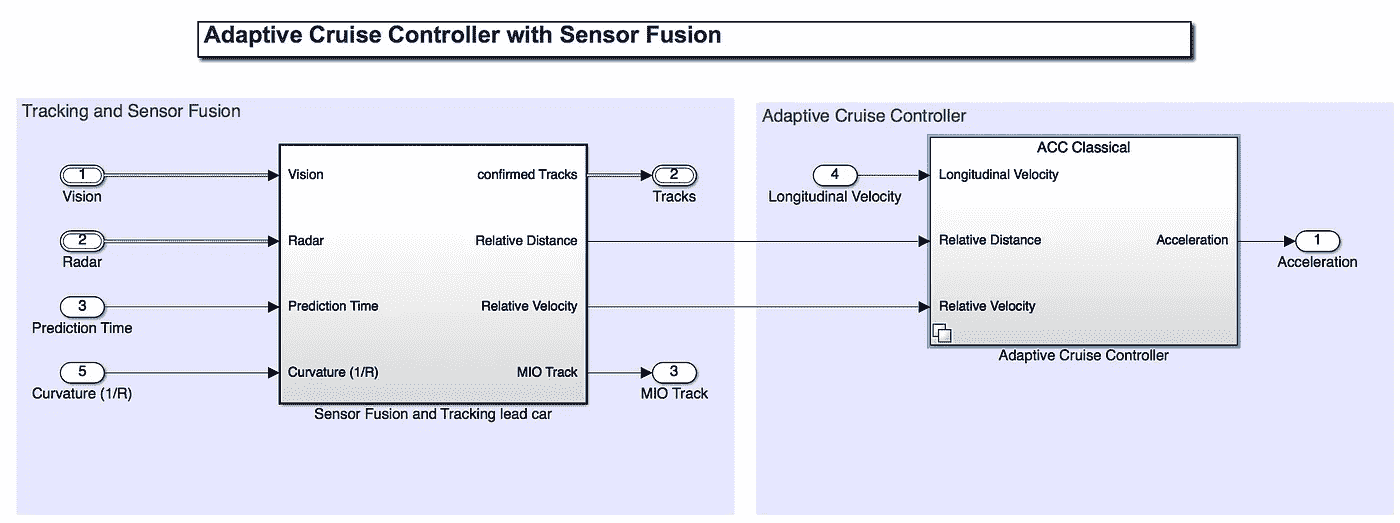 Adaptive Cruise Controller with Sensor Fusion
Tracking and Sensor Fusion
1
Vision
2
Radar
3
Prediction Time
5
Curvature (1/R)
Vision
Radar
Prediction Time
Curvature (1/R)
confirmed Tracks
Relative Distance
Relative Velocity
MIO Track
Sensor Fusion and Tracking lead car
2
Tracks
3
MIO Track
Adaptive Cruise Controller
4
Longitudinal Velocity
ACC Classical
Longitudinal Velocity
Relative Distance
Relative Velocity
Acceleration
Adaptive Cruise Controller
1
Acceleration